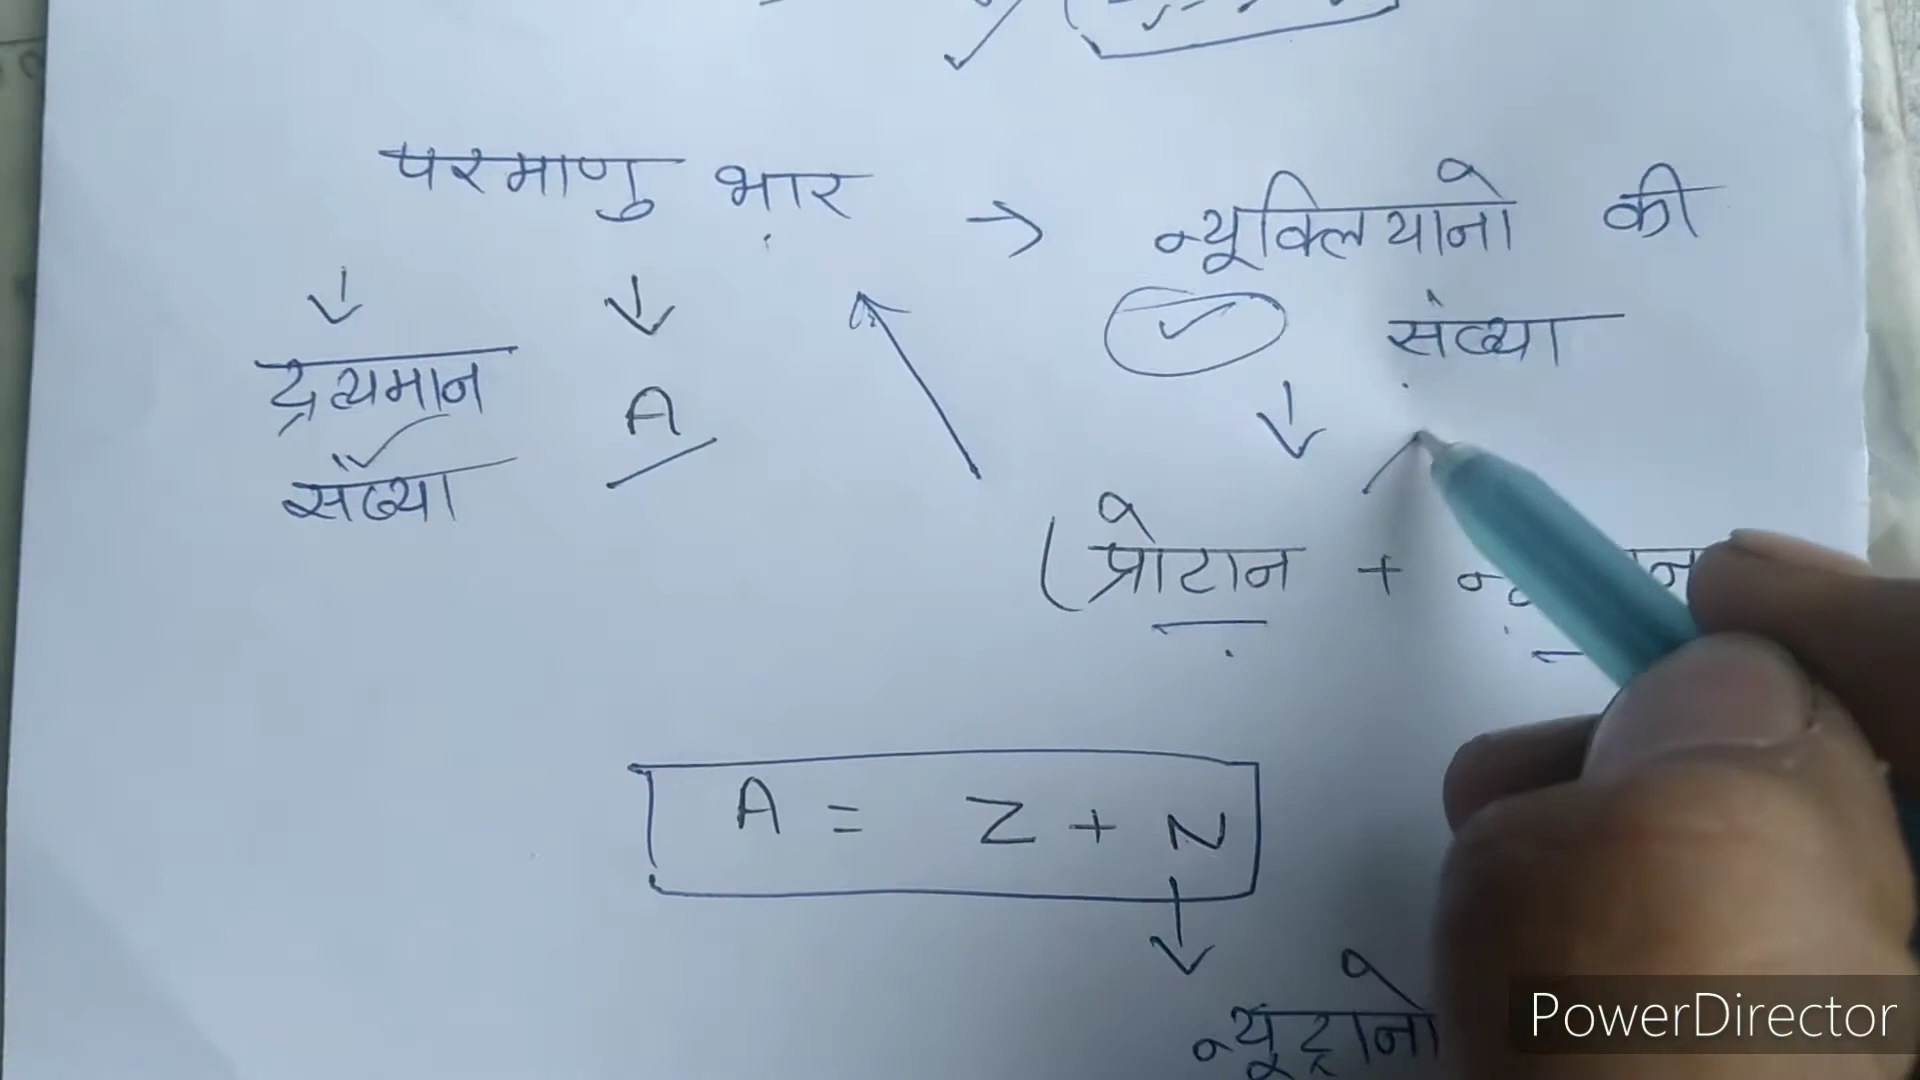 परमाणु भार → न्यूक्लियानो की
संख्या
↓ ↓
द्रव्यमान
संख्या
A
↓
(प्रोटान +
A = Z + N
↓
न्यूट्रानो
PowerDirector